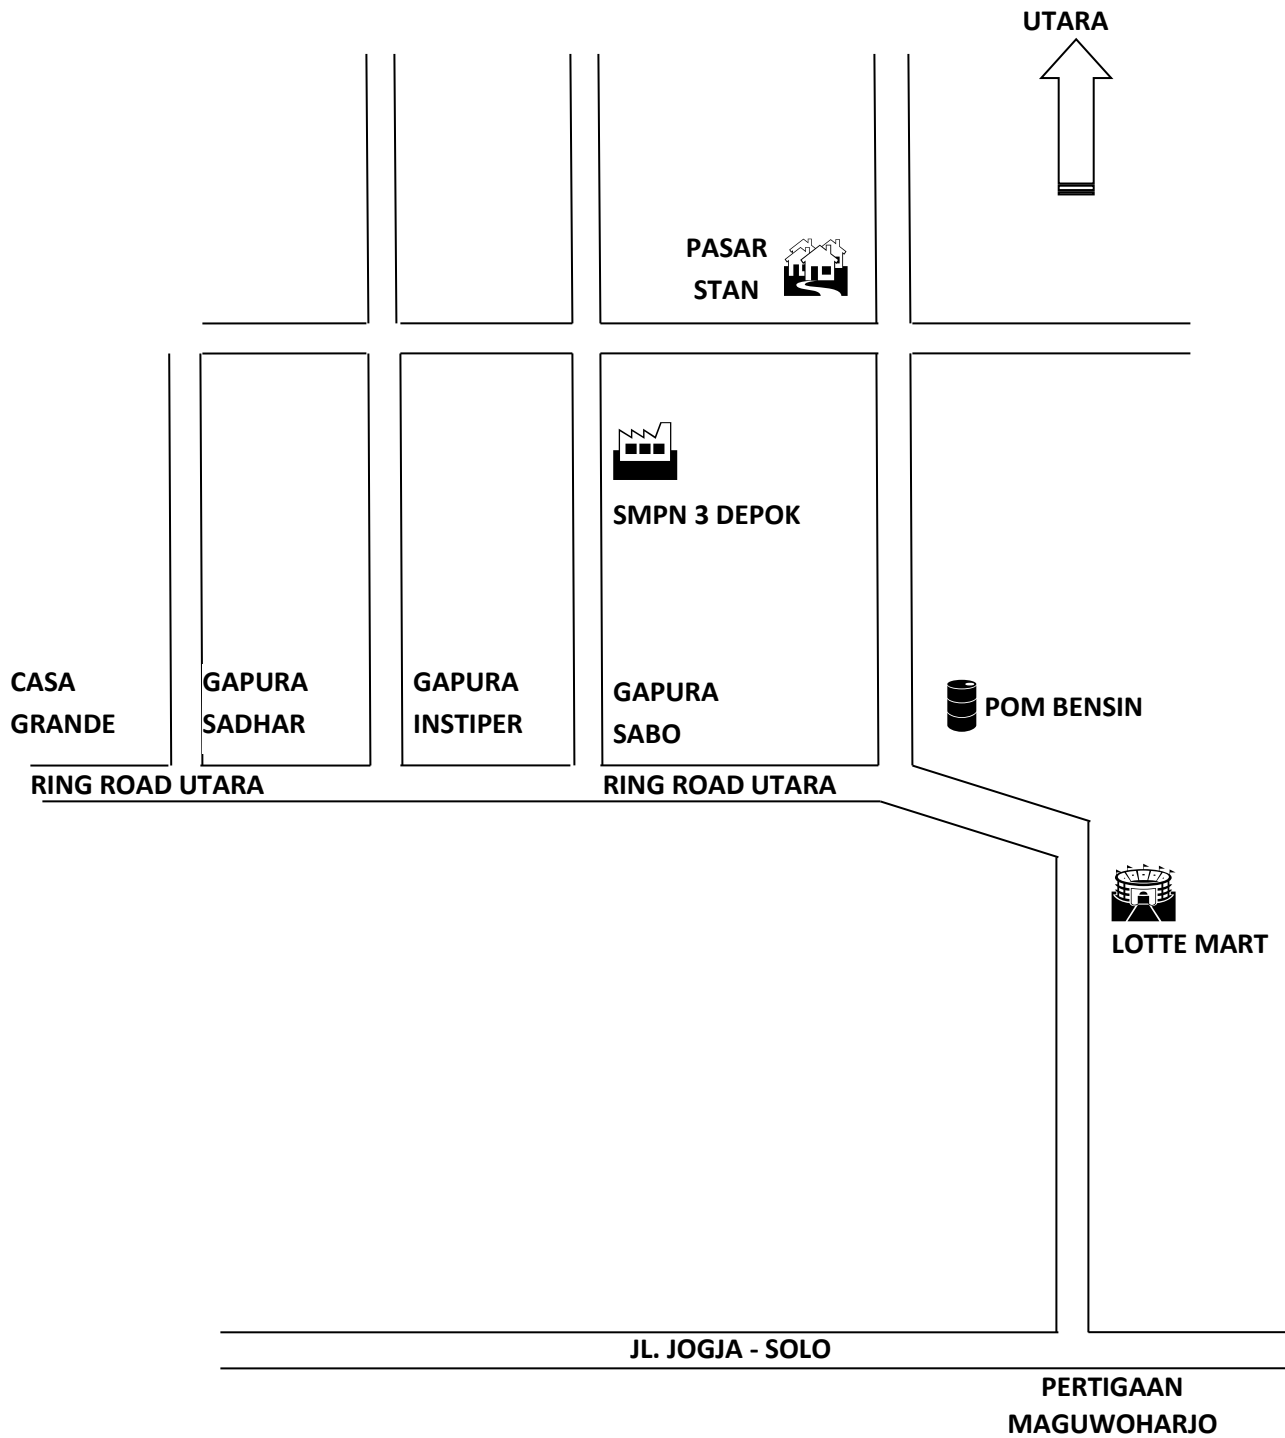 UTARA
PASAR
STAN
SMPN 3 DEPOK
CASA
GRANDE
GAPURA
SADHAR
GAPURA
INSTIPER
GAPURA
SABO
POM BENSIN
RING ROAD UTARA
RING ROAD UTARA
LOTTE MART
JL. JOGJA - SOLO
PERTIGAAN
MAGUWOHARJO